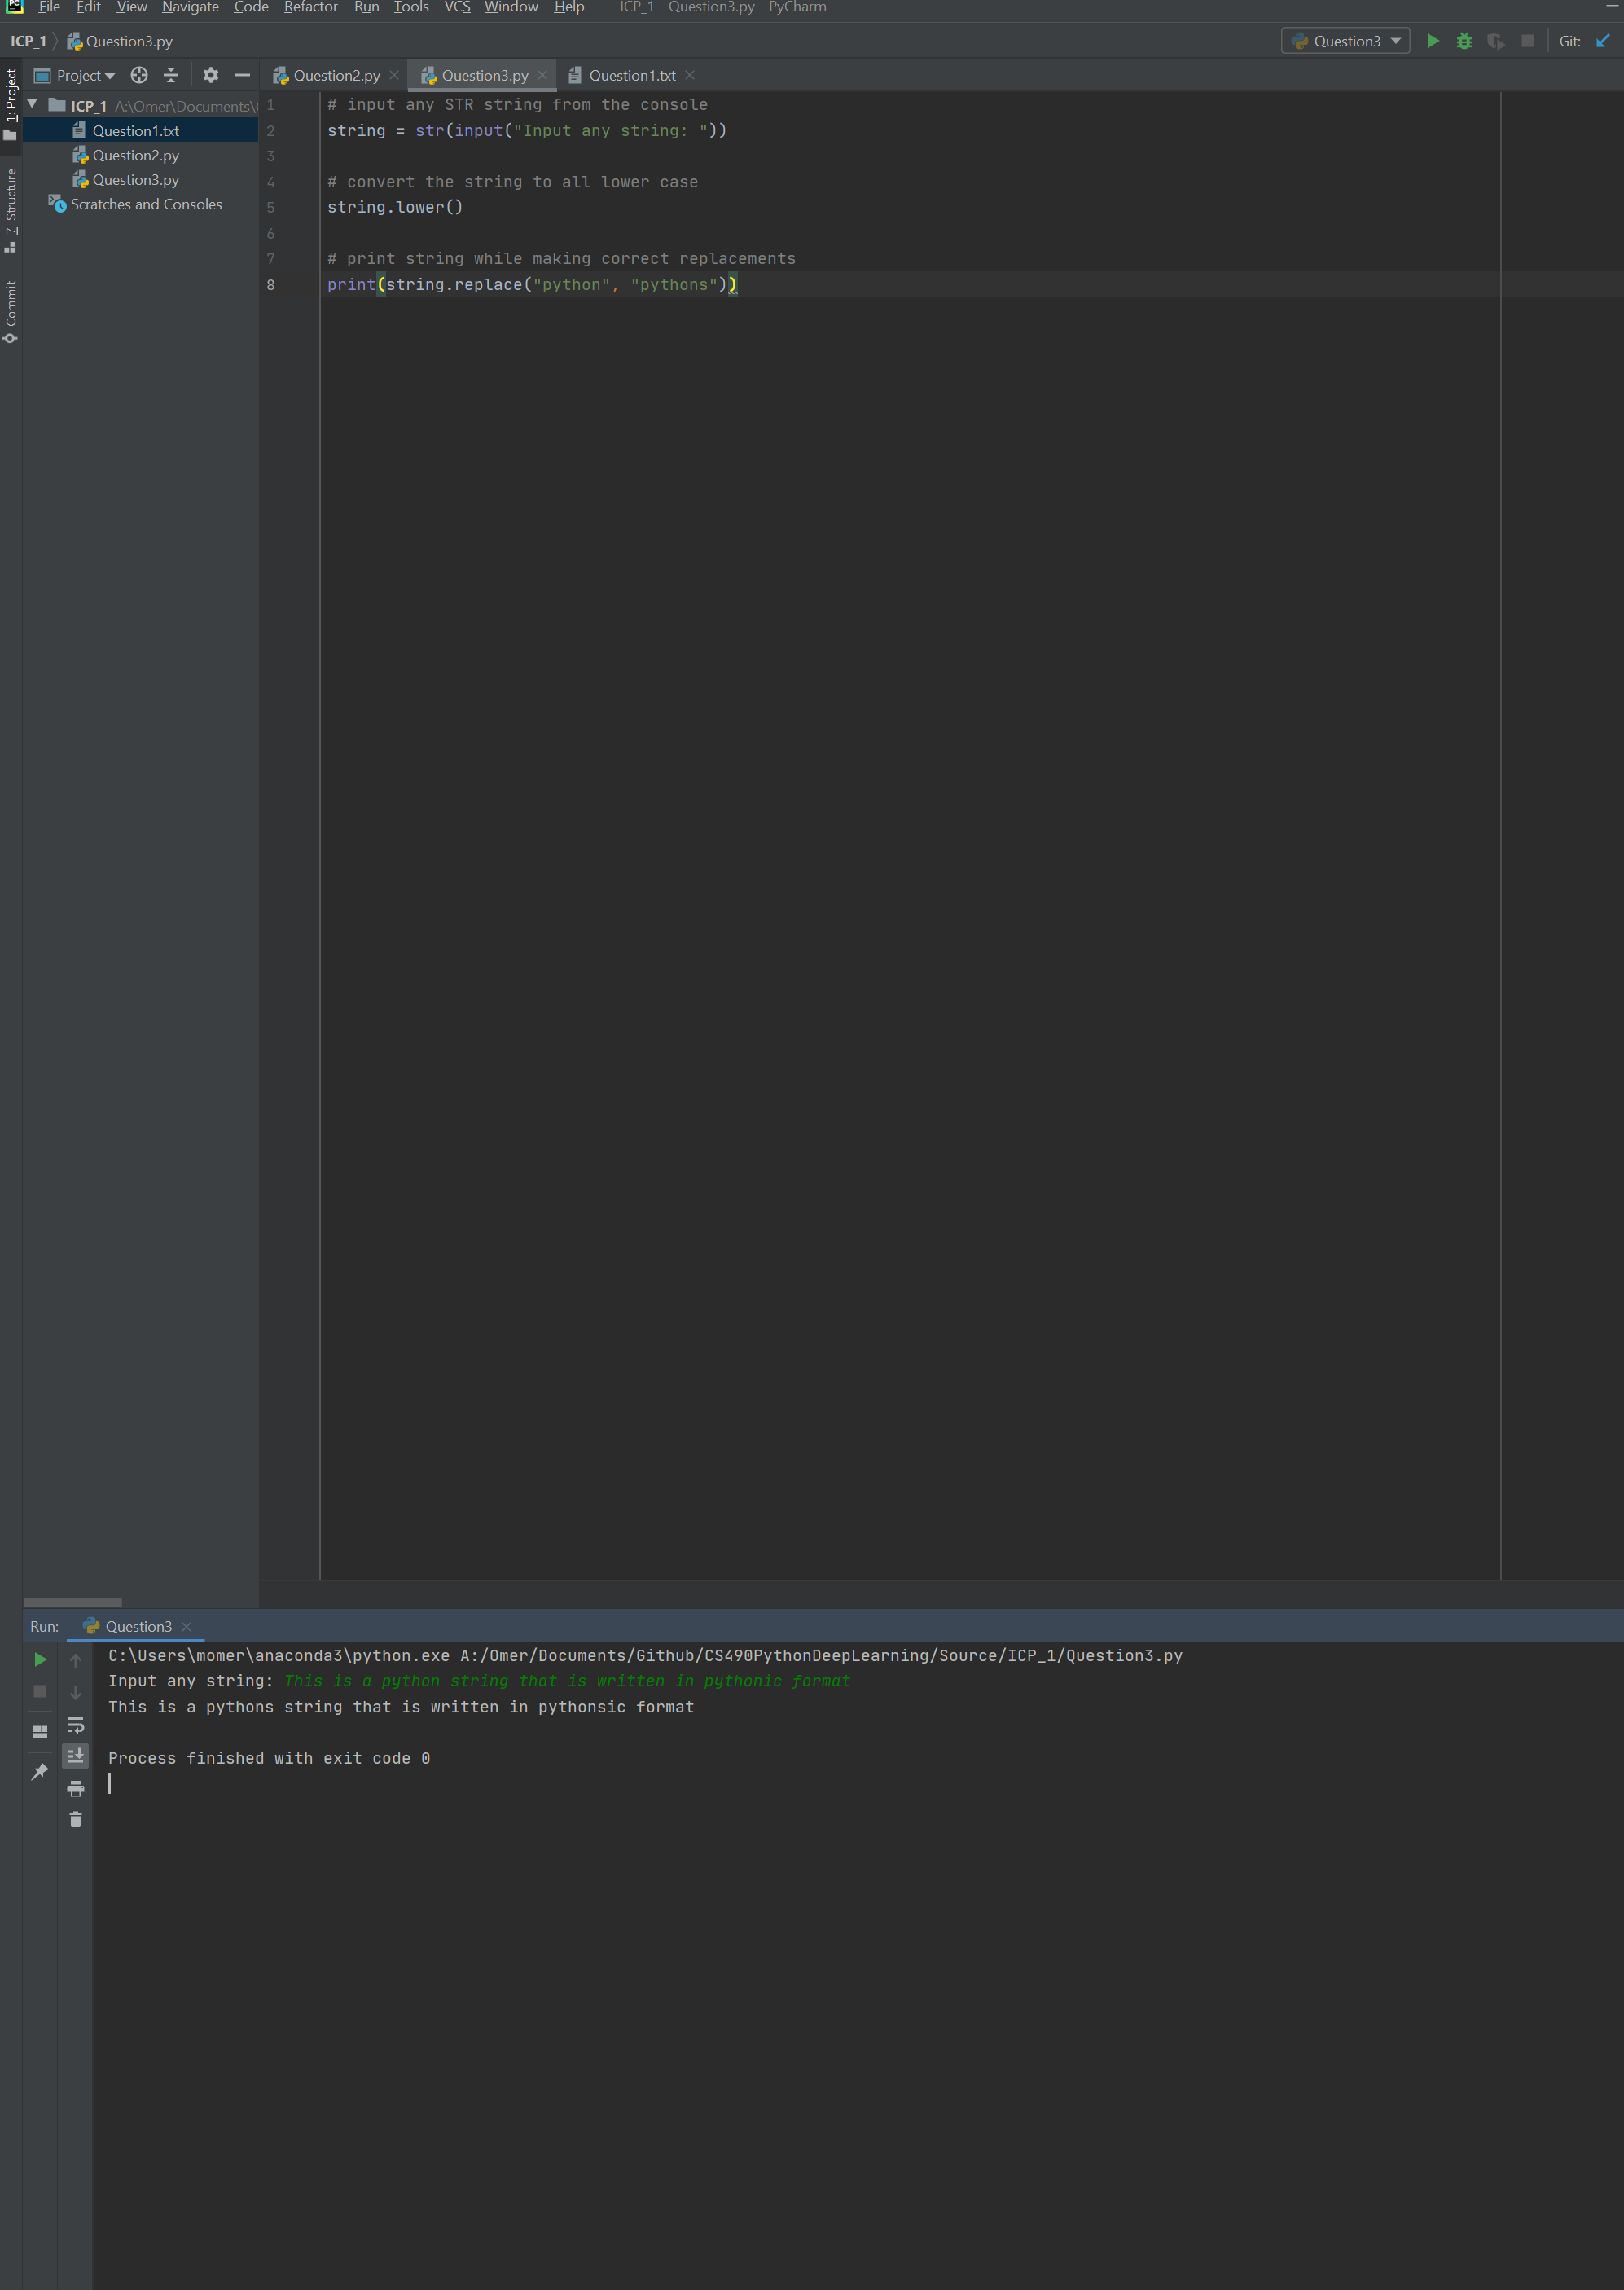 PC File Edit View Navigate Code Refactor Run Tools VCS Window Help ICP_1 - Question3.py - PyCharm
ICP_1 Question3.py Question3 Git:
Project Question2.py Question3.py Question1.txt
1: Project
Z: Structure
Commit
ICP_1 A:\Omer\Documents\
Question1.txt
Question2.py
Question3.py
Scratches and Consoles
1 # input any STR string from the console
2 string = str(input("Input any string: "))
3
4 # convert the string to all lower case
5 string.lower()
6
7 # print string while making correct replacements
8 print(string.replace("python", "pythons"))
Run: Question3
C:\Users\momer\anaconda3\python.exe A:/Omer/Documents/Github/CS490PythonDeepLearning/Source/ICP_1/Question3.py
Input any string: This is a python string that is written in pythonic format
This is a pythons string that is written in pythonsic format
Process finished with exit code 0